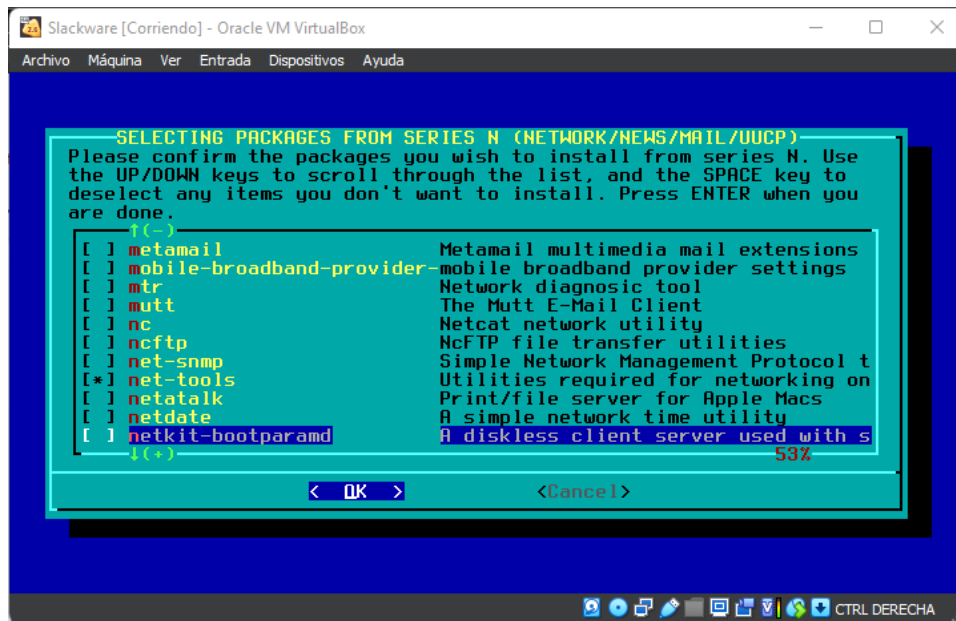 Slackware [Corriendo] - Oracle VM VirtualBox
Archivo Máquina Ver Entrada Dispositivos Ayuda
SELECTING PACKAGES FROM SERIES N (NETWORK/NEWS/MAIL/UUCP)
Please confirm the packages you wish to install from series N. Use
the UP/DOWN keys to scroll through the list, and the SPACE key to
deselect any items you don't want to install. Press ENTER when you
are done.
↑(-)
[ ] metamail Metamail multimedia mail extensions
[ ] mobile-broadband-provider-mobile broadband provider settings
[ ] mtr Network diagnostic tool
[ ] mutt The Mutt E-Mail Client
[ ] nc Netcat network utility
[ ] ncftp NcFTP file transfer utilities
[ ] net-snmp Simple Network Management Protocol t
[*] net-tools Utilities required for networking on
[ ] netatalk Print/file server for Apple Macs
[ ] netdate A simple network time utility
[ ] netkit-bootparamd A diskless client server used with s
↓(+) 53%
< OK > <Cancel>
CTRL DERECHA